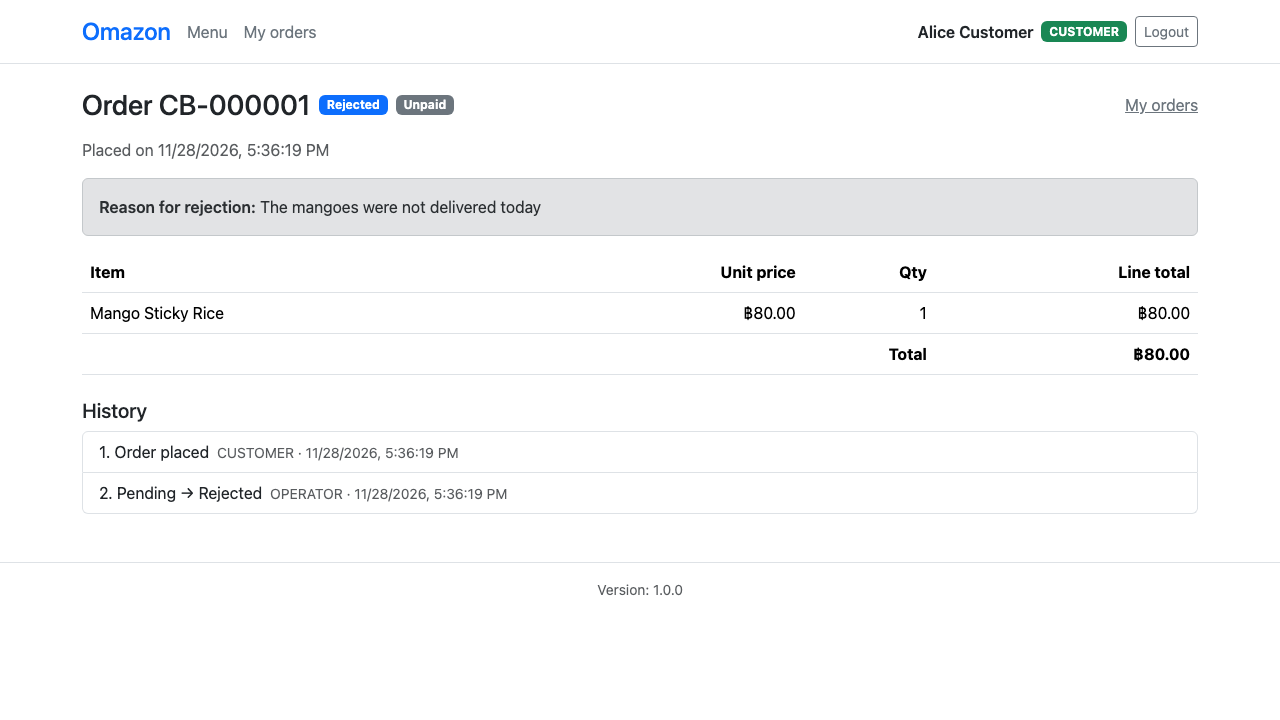 Omazon Menu My orders Alice Customer CUSTOMER Logout
Order CB-000001 Rejected Unpaid My orders
Placed on 11/28/2026, 5:36:19 PM
Reason for rejection: The mangoes were not delivered today
Item Unit price Qty Line total
Mango Sticky Rice ฿80.00 1 ฿80.00
Total ฿80.00
History
1. Order placed CUSTOMER · 11/28/2026, 5:36:19 PM
2. Pending → Rejected OPERATOR · 11/28/2026, 5:36:19 PM
Version: 1.0.0